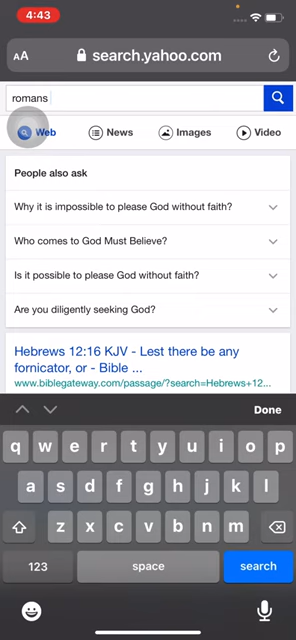 4:43
AA search.yahoo.com
romans
Web News Images Video
People also ask
Why it is impossible to please God without faith?
Who comes to God Must Believe?
Is it possible to please God without faith?
Are you diligently seeking God?
Hebrews 12:16 KJV - Lest there be any
fornicator, or - Bible ...
www.biblegateway.com/passage/?search=Hebrews+12...
Done
q w e r t y u i o p
a s d f g h j k l
z x c v b n m
123 space search